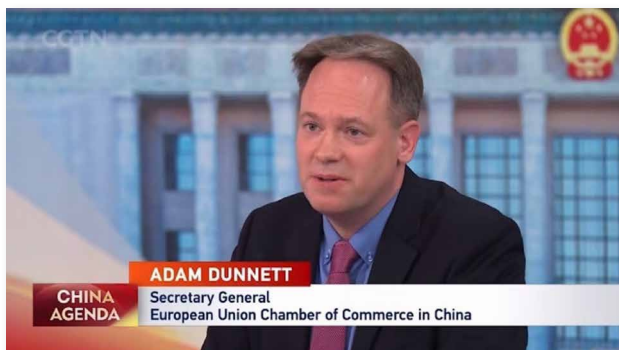 CGTN
ADAM DUNNETT
CHINA
AGENDA
Secretary General
European Union Chamber of Commerce in China